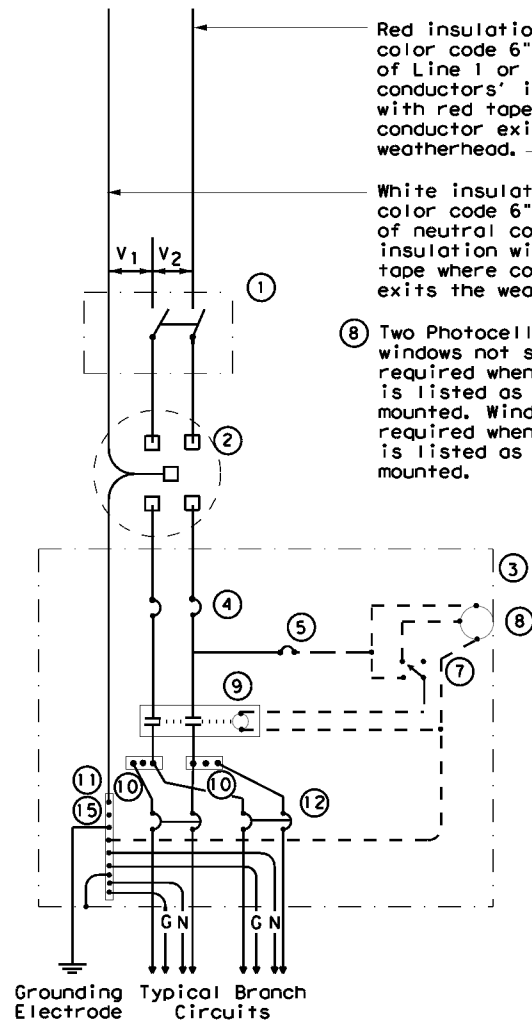 Red insulatio
color code 6"
of Line 1 or
conductors' i
with red tape
conductor exi
weatherhead.
White insulat
color code 6"
of neutral co
insulation wi
tape where co
exits the wea
V1 V2
1
8 Two Photocell
windows not s
required when
is listed as
mounted. Wind
required when
is listed as
mounted.
2
3
4
5
8
7
9
11
10
10
12
15
G N G N
Grounding
Electrode
Typical Branch
Circuits